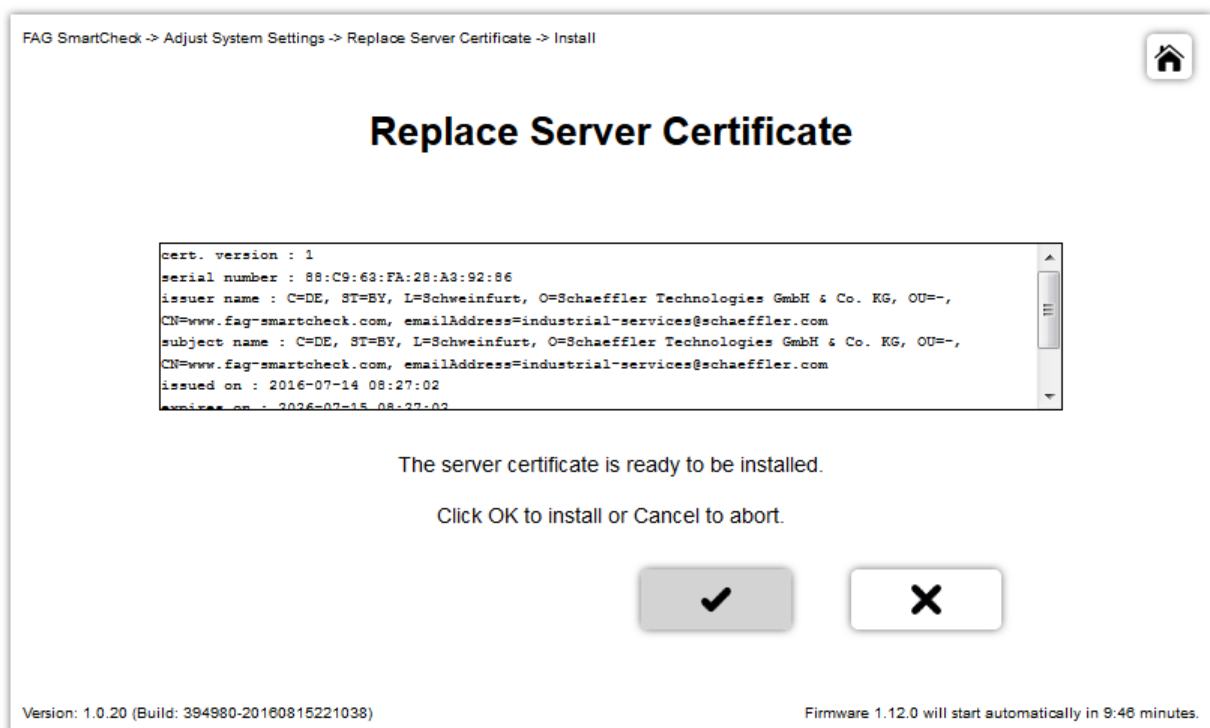 FAG SmartCheck -> Adjust System Settings -> Replace Server Certificate -> Install
Replace Server Certificate
cert. version : 1
serial number : 88:C9:63:FA:28:A3:92:86
issuer name : C=DE, ST=BY, L=Schweinfurt, O=Schaeffler Technologies GmbH & Co. KG, OU=-,
CN=www.fag-smartcheck.com, emailAddress=industrial-services@schaeffler.com
subject name : C=DE, ST=BY, L=Schweinfurt, O=Schaeffler Technologies GmbH & Co. KG, OU=-,
CN=www.fag-smartcheck.com, emailAddress=industrial-services@schaeffler.com
issued on : 2016-07-14 08:27:02
expires on :
The server certificate is ready to be installed.
Click OK to install or Cancel to abort.
Version: 1.0.20 (Build: 394980-20160815221038)
Firmware 1.12.0 will start automatically in 9:46 minutes.